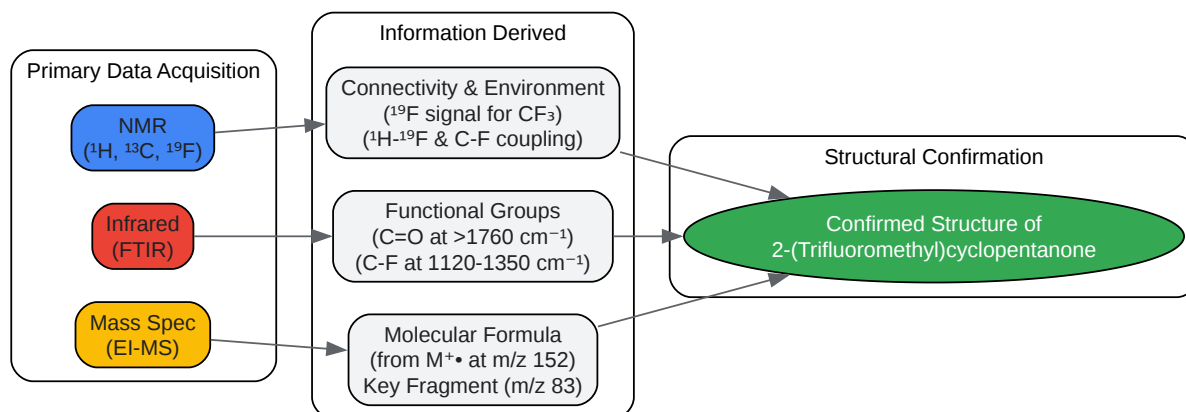 Primary Data Acquisition
NMR
(¹H, ¹³C, ¹⁹F)
Infrared
(FTIR)
Mass Spec
(EI-MS)
Information Derived
Connectivity & Environment
(¹⁹F signal for CF₃)
(¹H-¹⁹F & C-F coupling)
Functional Groups
(C=O at >1760 cm⁻¹)
(C-F at 1120-1350 cm⁻¹)
Molecular Formula
(from M⁺• at m/z 152)
Key Fragment (m/z 83)
Structural Confirmation
Confirmed Structure of
2-(Trifluoromethyl)cyclopentanone